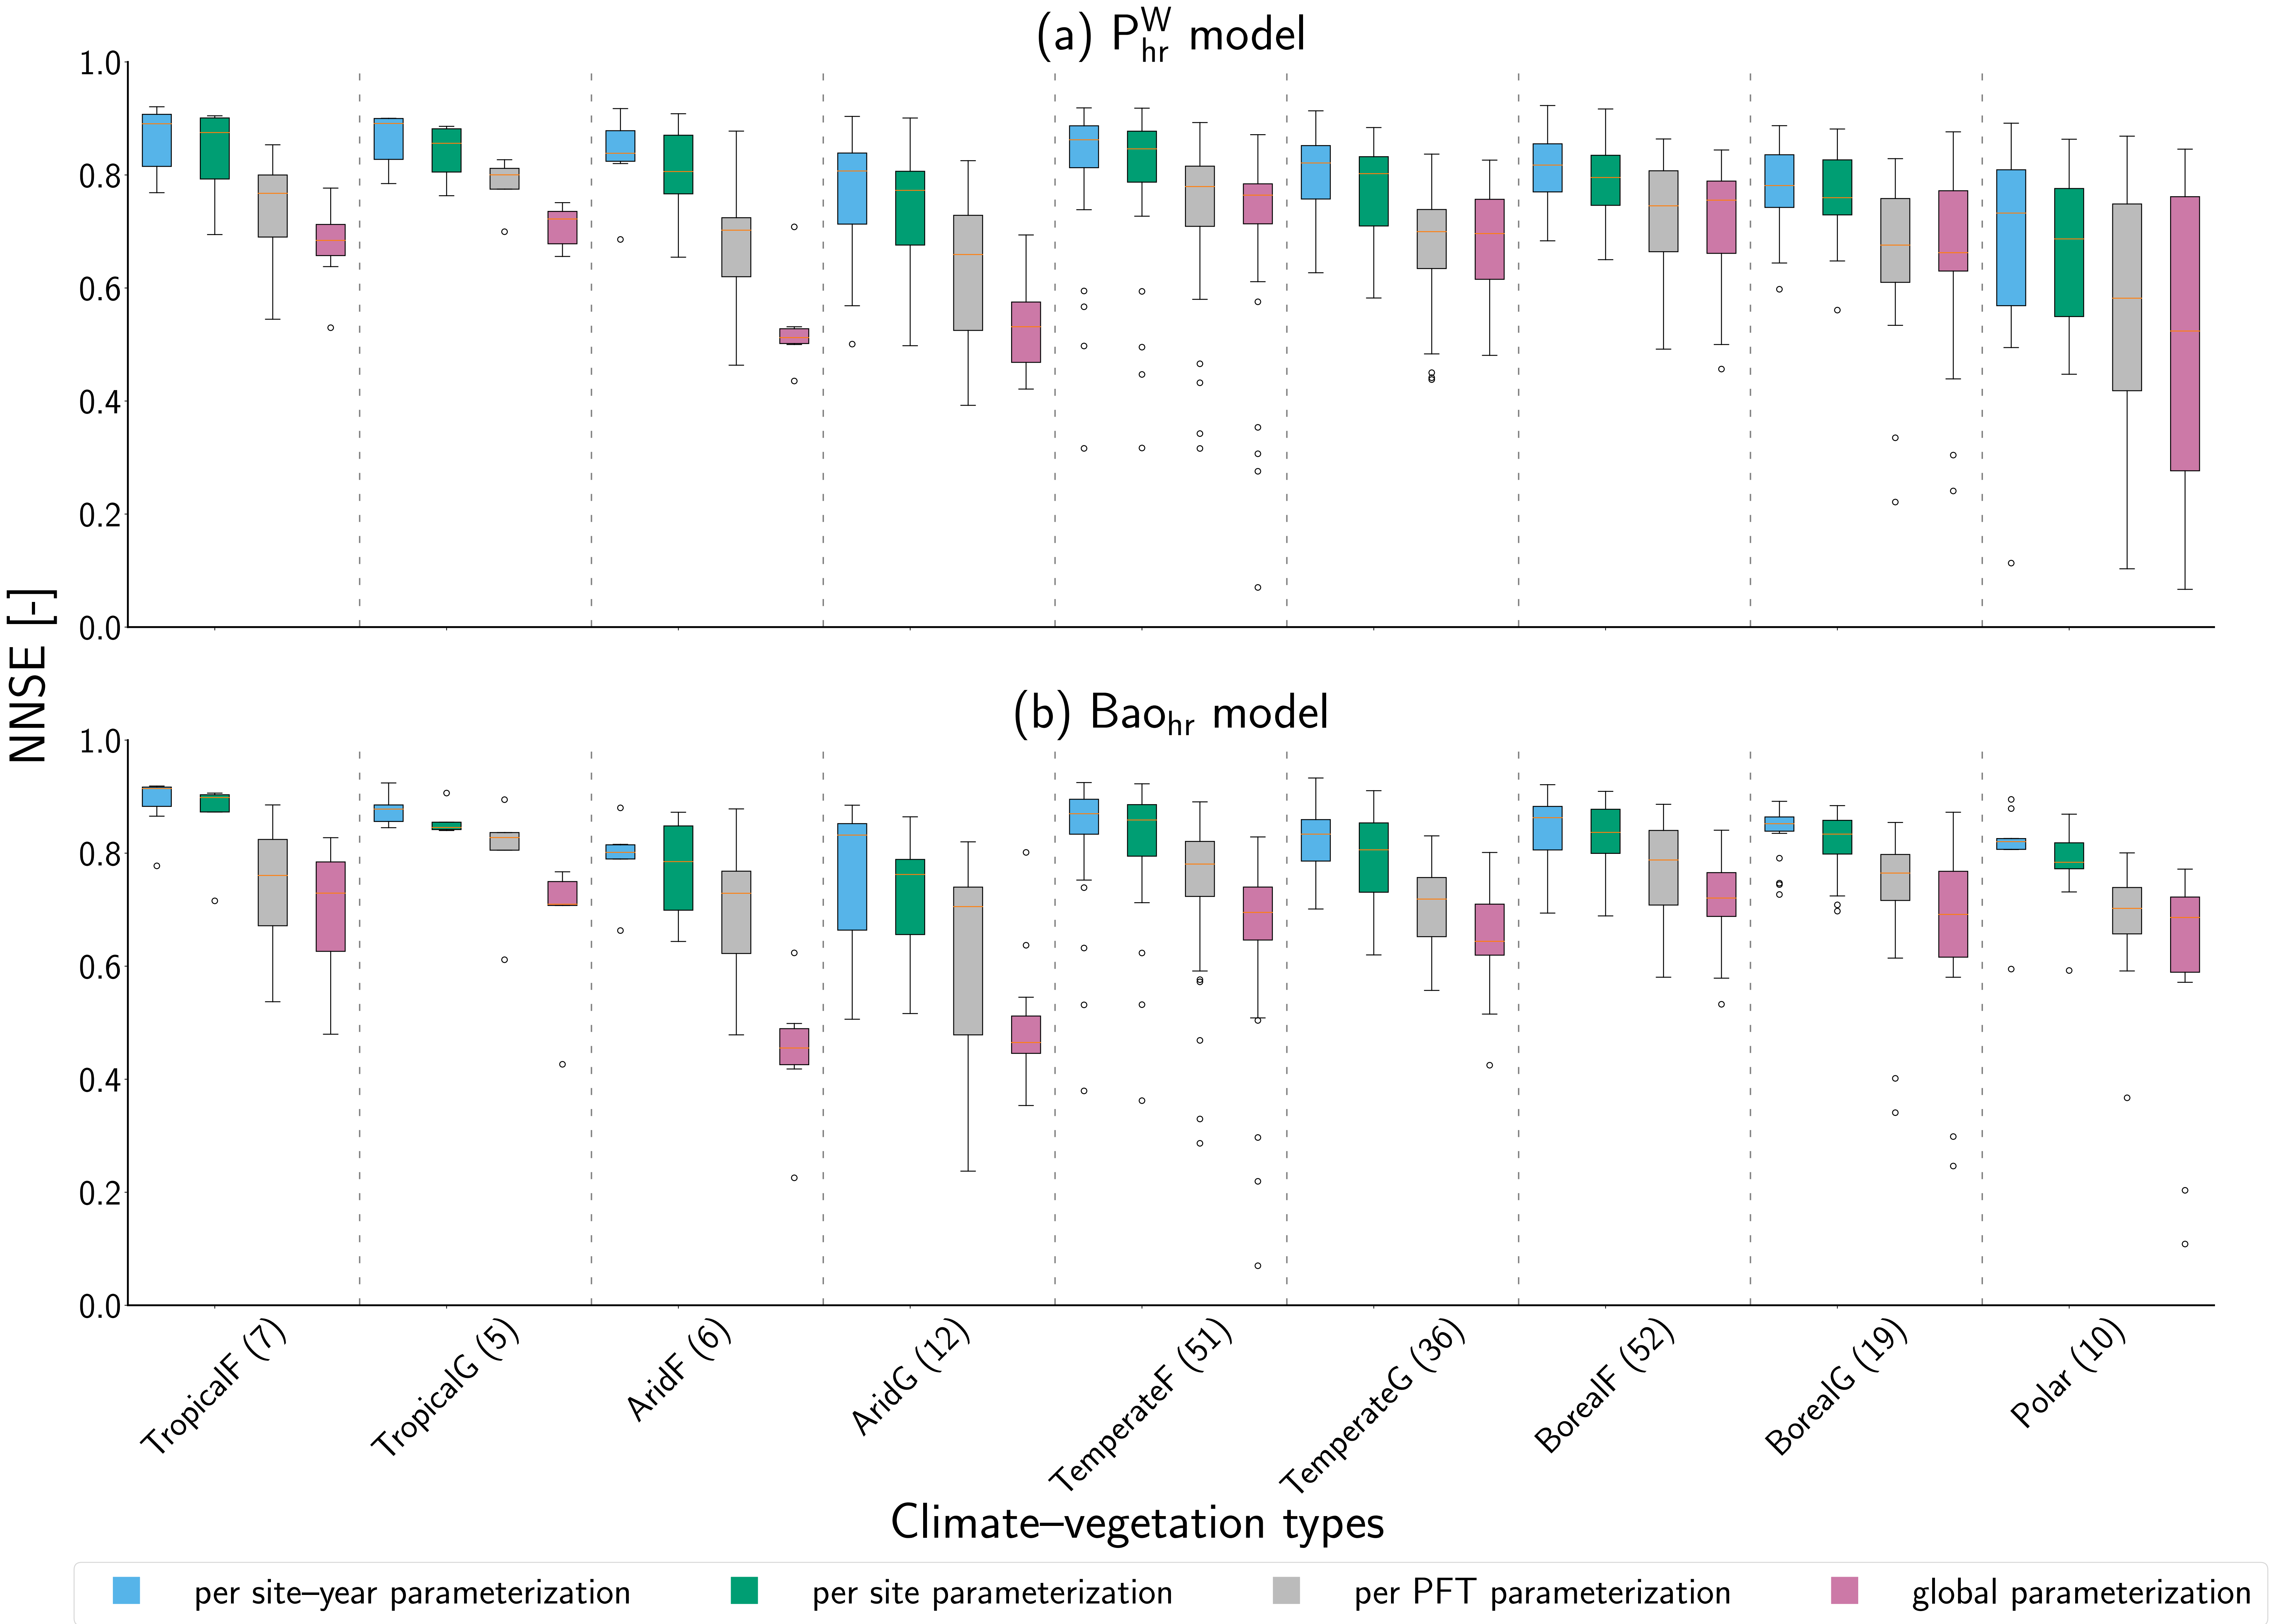 (a) P^W_hr model
1.0
0.8
0.6
0.4
0.2
0.0
NNSE [-]
(b) Bao_hr model
1.0
0.8
0.6
0.4
0.2
0.0
TropicalF (7)
TropicalG (5)
AridF (6)
AridG (12)
TemperateF (51)
TemperateG (36)
BorealF (52)
BorealG (19)
Polar (10)
Climate–vegetation types
per site–year parameterization
per site parameterization
per PFT parameterization
global parameterization